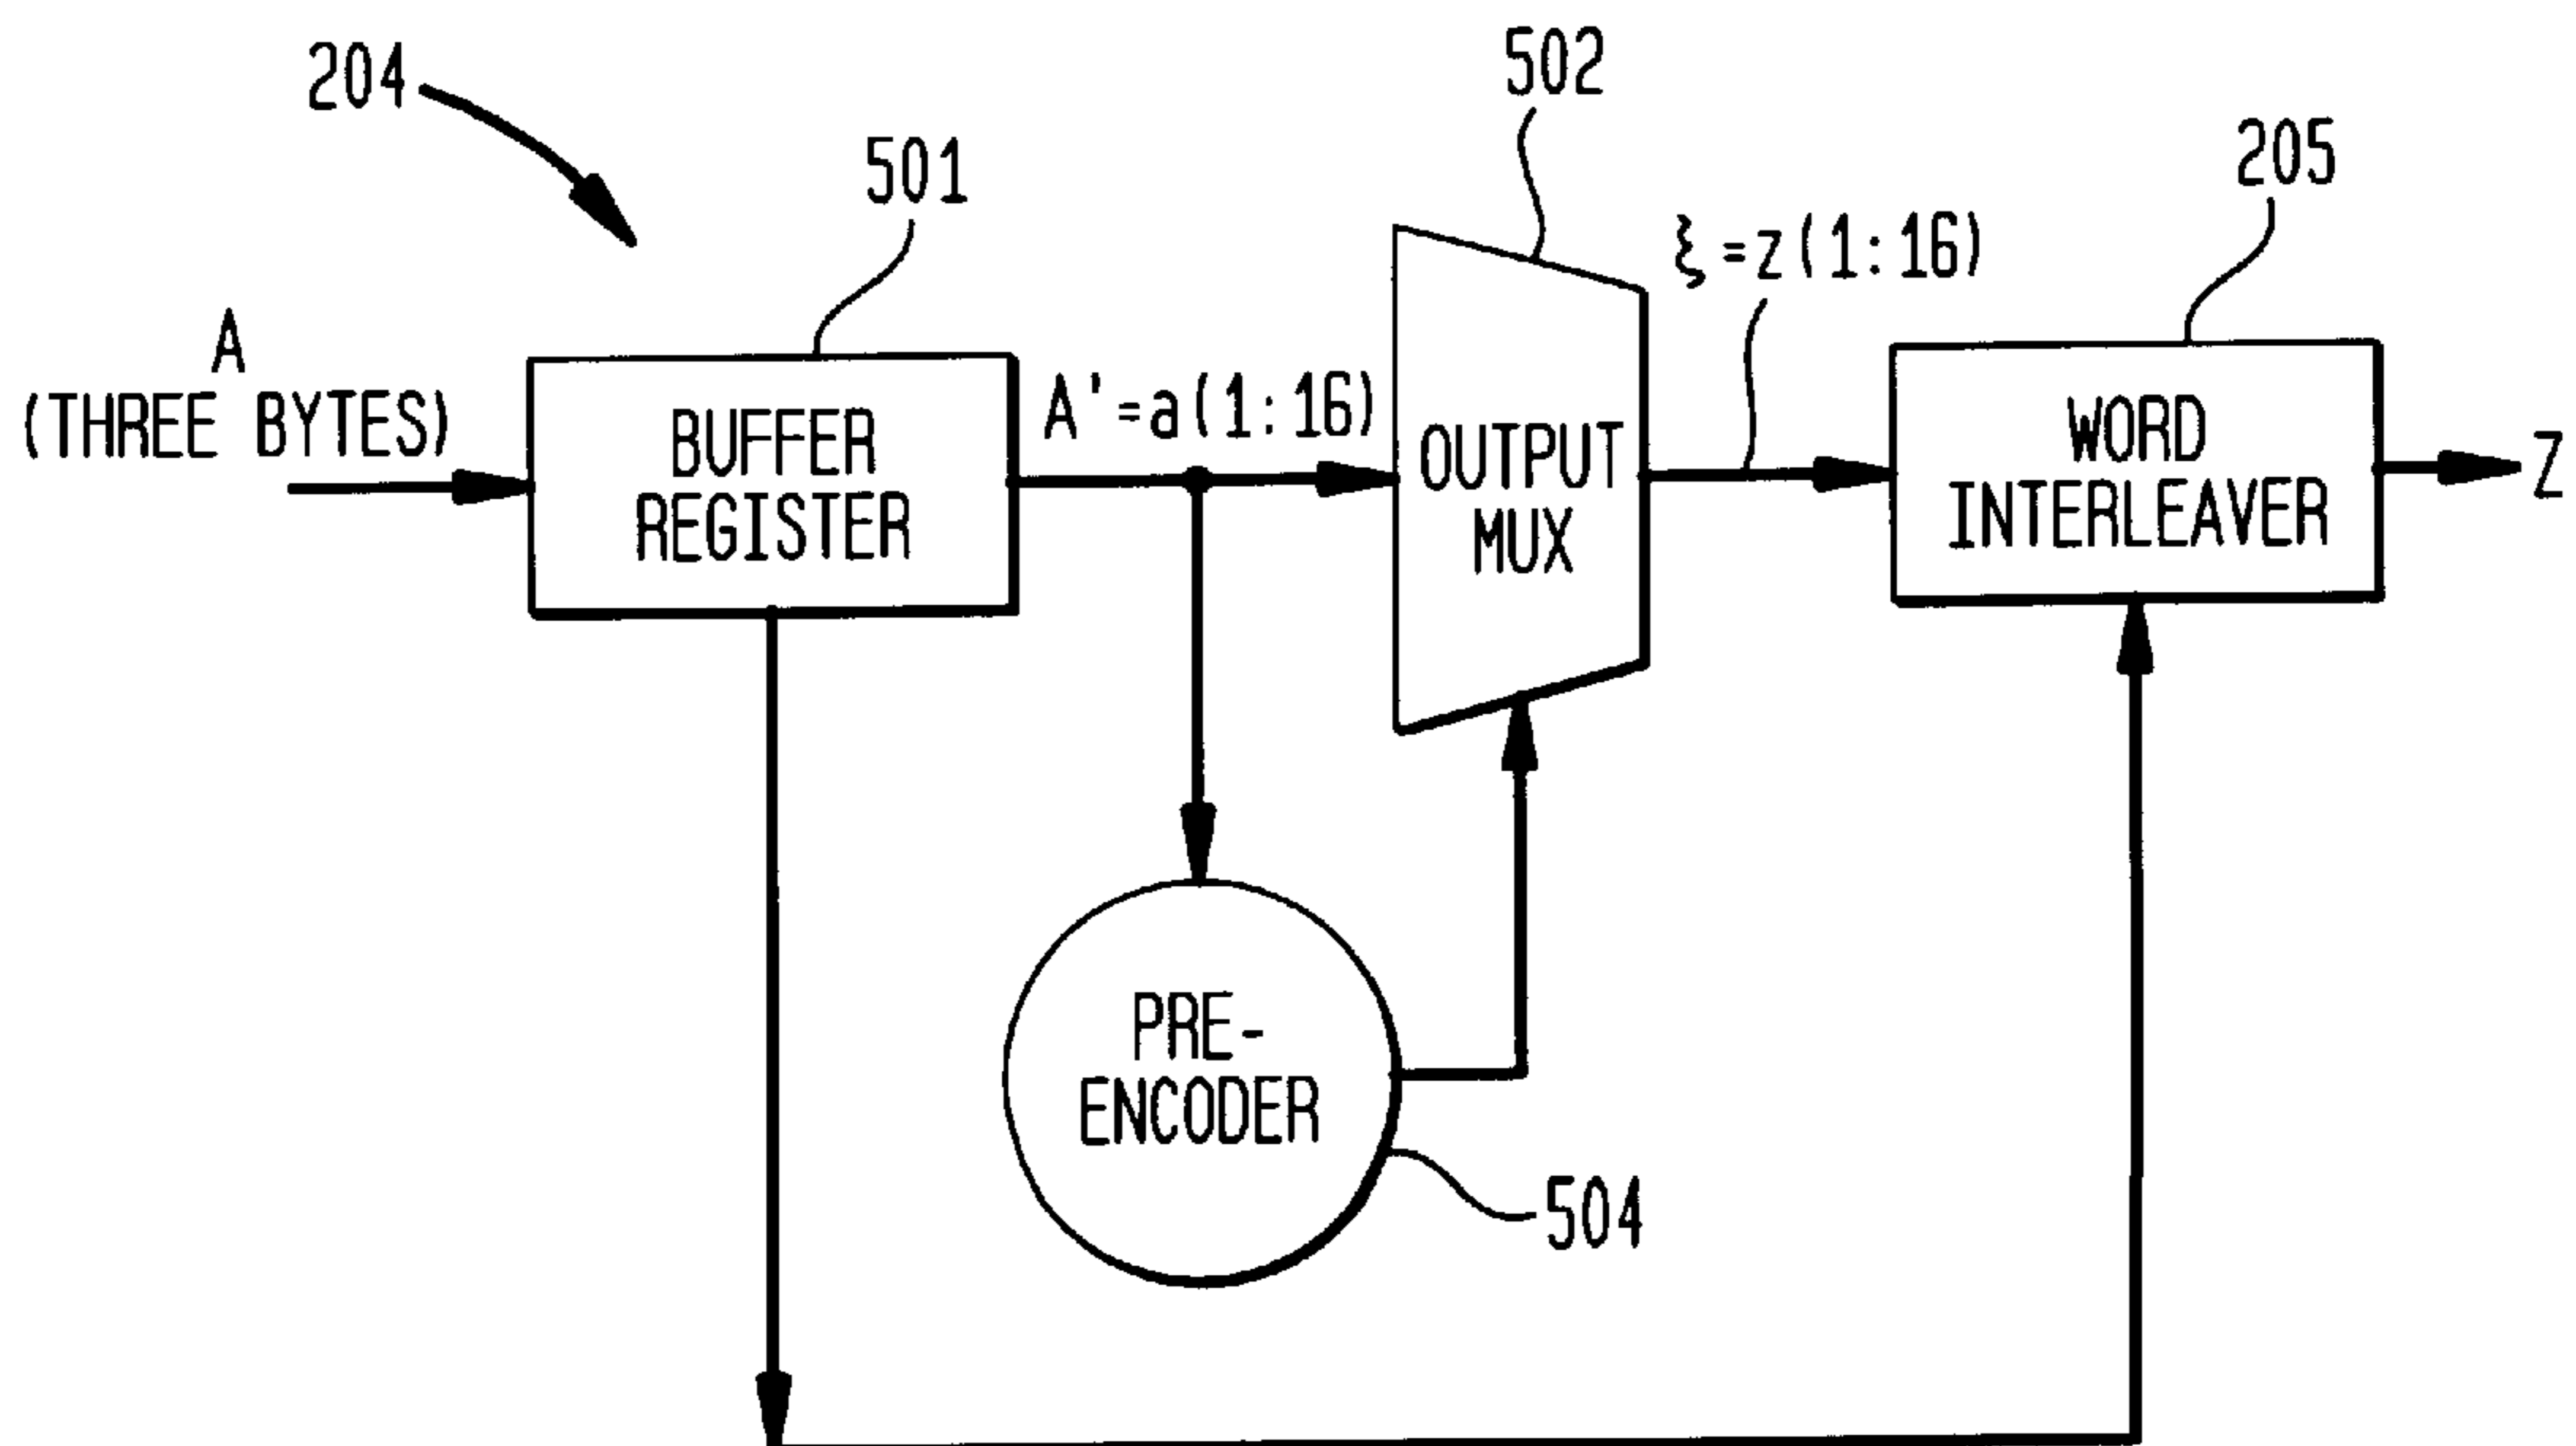 204
501
502
205
A
(THREE BYTES)
BUFFER
REGISTER
A'=a(1:16)
OUTPUT
MUX
ξ=z(1:16)
WORD
INTERLEAVER
Z
PRE-
ENCODER
504